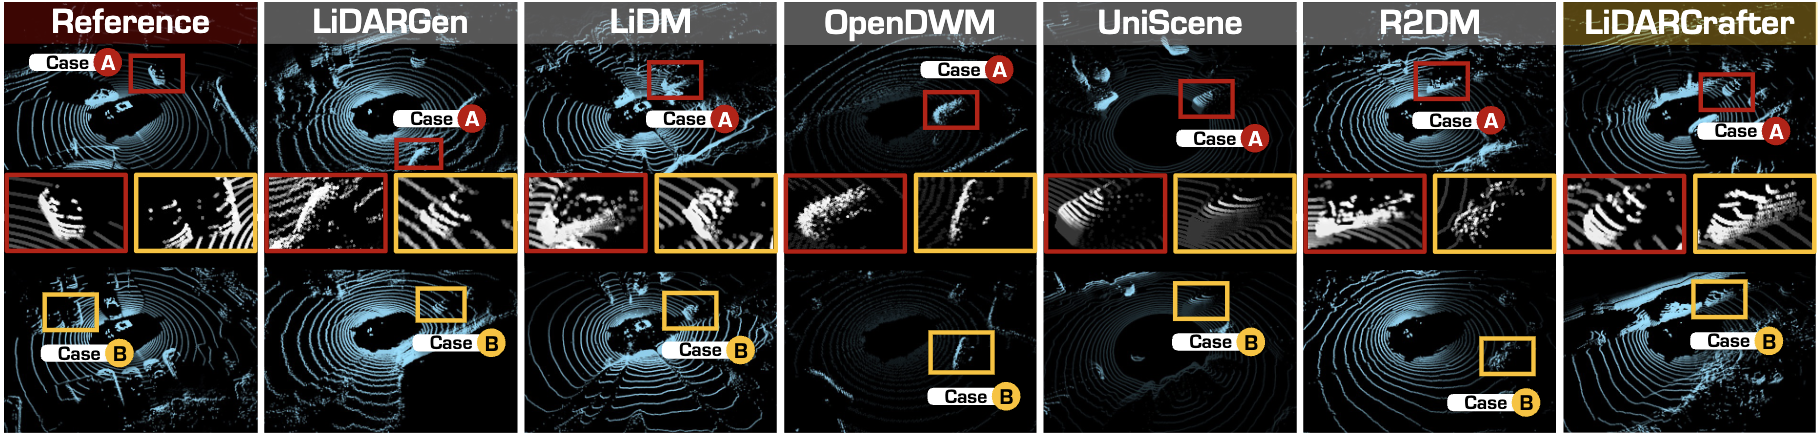 Reference
LiDARGen
LiDM
OpenDWM
UniScene
R2DM
LiDARCrafter
Case A
Case A
Case A
Case A
Case A
Case A
Case A
Case B
Case B
Case B
Case B
Case B
Case B
Case B